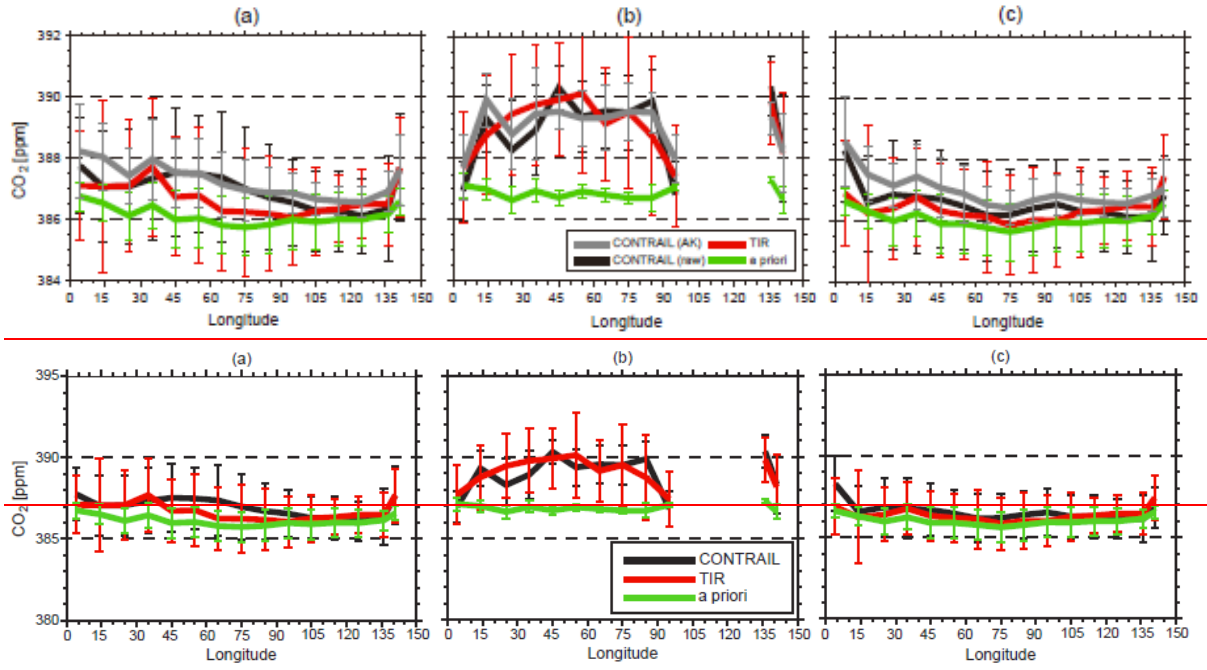 (a) (b) (c)
CO2 [ppm]
392
390
388
386
384
0 15 30 45 60 75 90 105 120 135 150
0 15 30 45 60 75 90 105 120 135 150
0 15 30 45 60 75 90 105 120 135 150
CONTRAIL (AK) TIR
CONTRAIL (raw) a priori
Longitude Longitude Longitude
(a) (b) (c)
CO2 [ppm]
395
390
385
380
CONTRAIL
TIR
a priori
0 15 30 45 60 75 90 105 120 135 150
0 15 30 45 60 75 90 105 120 135 150
0 15 30 45 60 75 90 105 120 135 150
Longitude Longitude Longitude